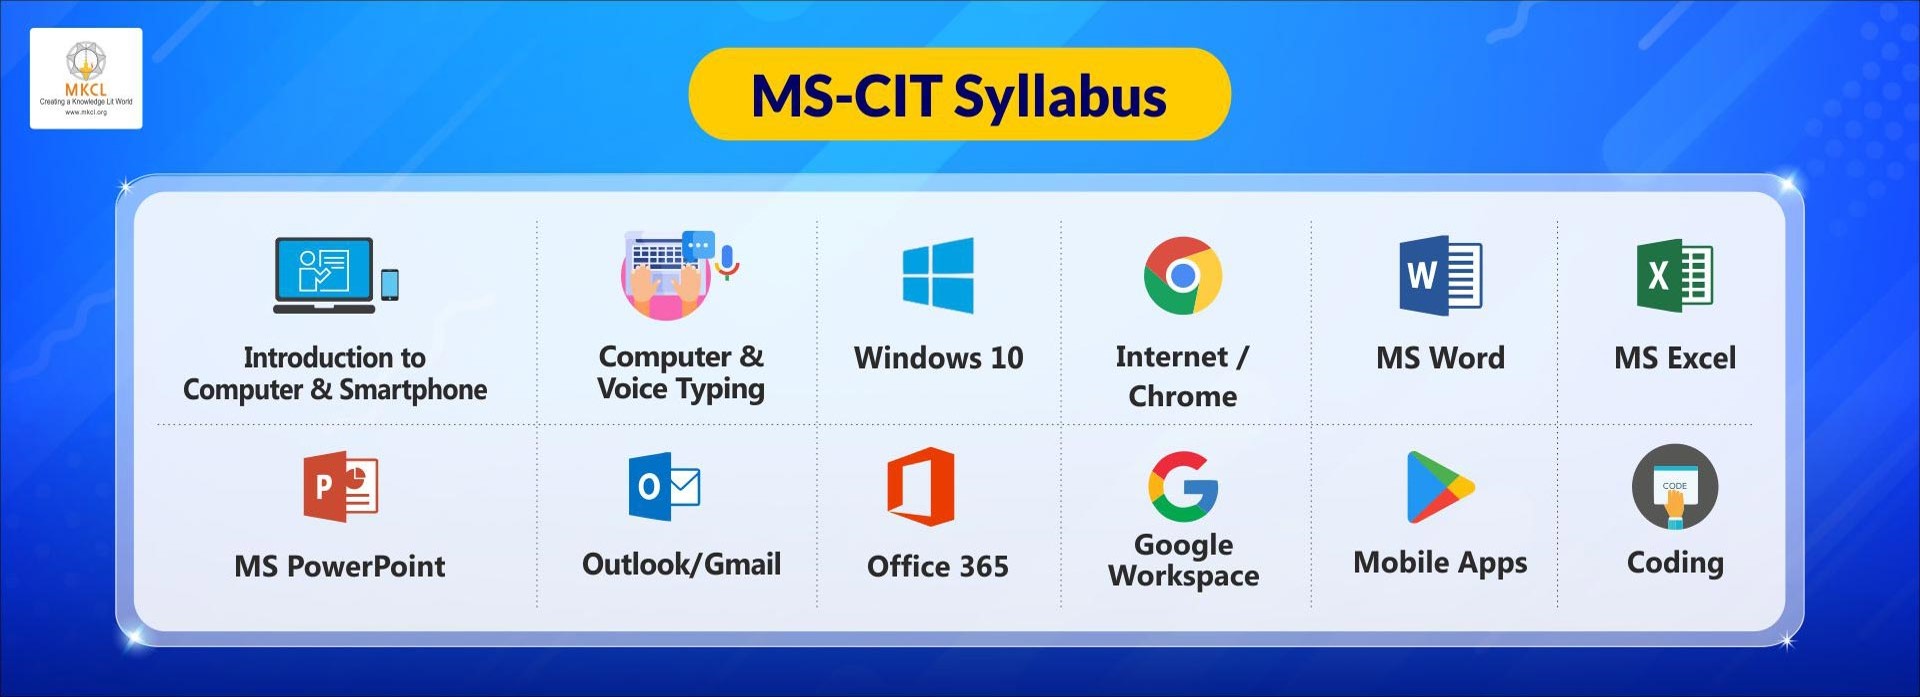 MKCL
Creating a Knowledge Lit World
www.mkcl.org
MS-CIT Syllabus
Introduction to
Computer & Smartphone
Computer &
Voice Typing
Windows 10
Internet /
Chrome
W
MS Word
X
MS Excel
P
MS PowerPoint
O
Outlook/Gmail
Office 365
Google
Workspace
Mobile Apps
CODE
Coding